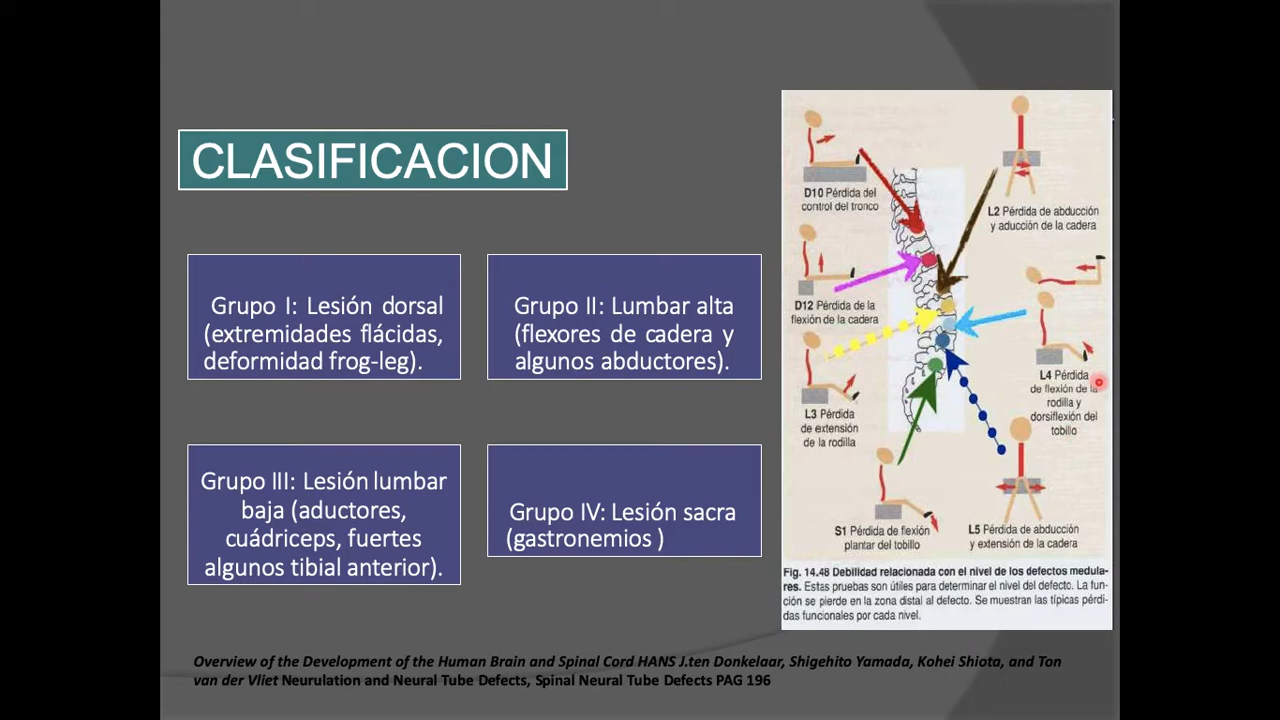 CLASIFICACION
Grupo I: Lesión dorsal
(extremidades flácidas,
deformidad frog-leg).
Grupo II: Lumbar alta
(flexores de cadera y
algunos abductores).
Grupo III: Lesión lumbar
baja (aductores,
cuádriceps, fuertes
algunos tibial anterior).
Grupo IV: Lesión sacra
(gastronemios )
D10 Pérdida del
control del tronco
L2 Pérdida de abducción
y aducción de la cadera
D12 Pérdida de la
flexión de la cadera
L3 Pérdida
de extensión
de la rodilla
L4 Pérdida
de flexión de la
rodilla y
dorsiflexión del
tobillo
S1 Pérdida de flexión
plantar del tobillo
L5 Pérdida de abducción
y extensión de la cadera
Fig. 14.48 Debilidad relacionada con el nivel de los defectos medula-
res. Estas pruebas son útiles para determinar el nivel del defecto. La fun-
ción se pierde en la zona distal al defecto. Se muestran las típicas pérdi-
das funcionales por cada nivel.
Overview of the Development of the Human Brain and Spinal Cord HANS J.ten Donkelaar, Shigehito Yamada, Kohei Shiota, and Ton
van der Vliet Neurulation and Neural Tube Defects, Spinal Neural Tube Defects PAG 196